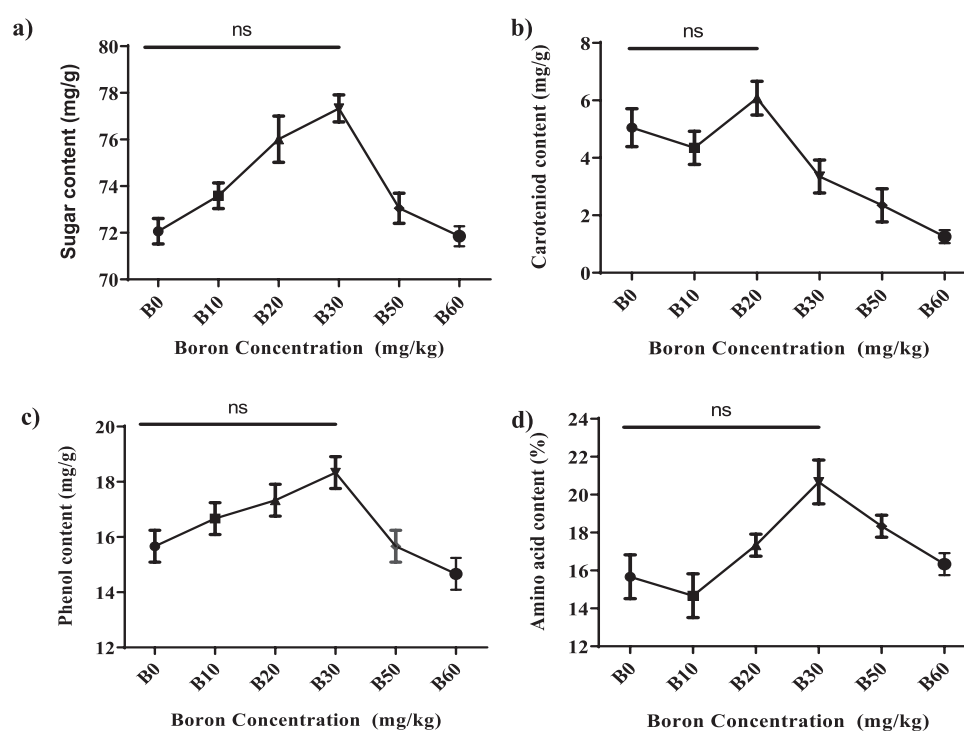 a)
ns
Sugar content (mg/g)
80
78
76
74
72
70
B0
B10
B20
B30
B50
B60
Boron Concentration (mg/kg)
b)
ns
Caroteniod content (mg/g)
8
6
4
2
0
B0
B10
B20
B30
B50
B60
Boron Concentration (mg/kg)
c)
ns
Phenol content (mg/g)
20
18
16
14
12
B0
B10
B20
B30
B50
B60
Boron Concentration (mg/kg)
d)
ns
Amino acid content (%)
24
22
20
18
16
14
12
B0
B10
B20
B30
B50
B60
Boron Concentration (mg/kg)